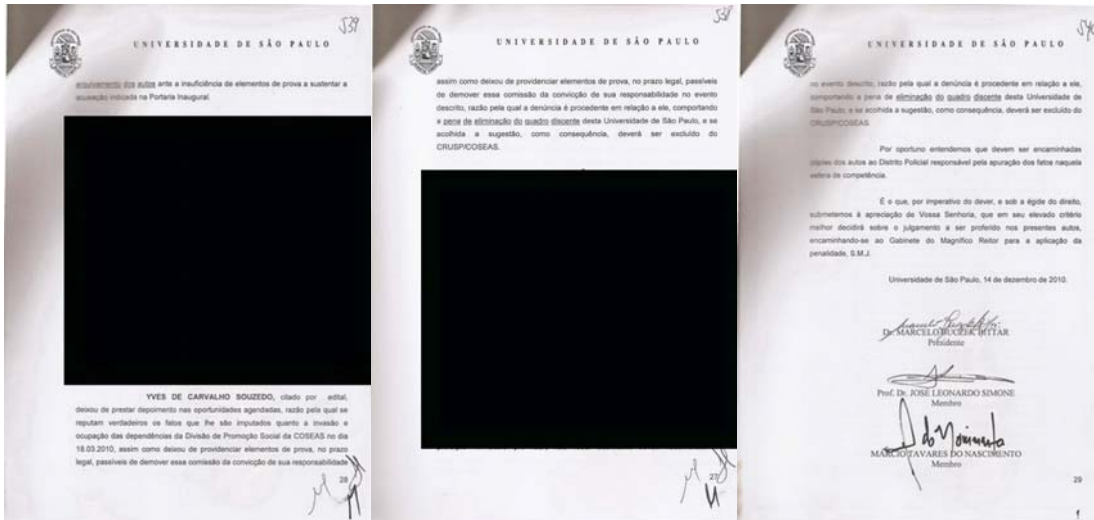 539
UNIVERSIDADE DE SÃO PAULO
arquivamento dos autos ante a insuficiência de elementos de prova a sustentar a
acusação indicada na Portaria Inaugural.
YVES DE CARVALHO SOUZEDO, citado por edital,
deixou de prestar depoimento nas oportunidades agendadas, razão pela qual se
reputam verdadeiros os fatos que lhe são imputados quanto a invasão e
ocupação das dependências da Divisão de Promoção Social da COSEAS no dia
18.03.2010, assim como deixou de providenciar elementos de prova, no prazo
legal, passíveis de demover essa comissão da convicção de sua responsabilidade
28
538
UNIVERSIDADE DE SÃO PAULO
assim como deixou de providenciar elementos de prova, no prazo legal, passíveis
de demover essa comissão da convicção de sua responsabilidade no evento
descrito, razão pela qual a denúncia é procedente em relação a ele, comportando
a pena de eliminação do quadro discente desta Universidade de São Paulo, e se
acolhida a sugestão, como consequência, deverá ser excluído do
CRUSP/COSEAS.
27
540
UNIVERSIDADE DE SÃO PAULO
no evento descrito, razão pela qual a denúncia é procedente em relação a ele,
comportando a pena de eliminação do quadro discente desta Universidade de
São Paulo, e se acolhida a sugestão, como consequência, deverá ser excluído do
CRUSP/COSEAS.
Por oportuno entendemos que devem ser encaminhadas
cópias dos autos ao Distrito Policial responsável pela apuração dos fatos naquela
esfera de competência.
É o que, por imperativo do dever, e sob a égide do direito,
submetemos à apreciação de Vossa Senhoria, que em seu elevado critério
melhor decidirá sobre o julgamento a ser proferido nos presentes autos,
encaminhando-se ao Gabinete do Magnífico Reitor para a aplicação da
penalidade, S.M.J.
Universidade de São Paulo, 14 de dezembro de 2010.
Dr. MARCELO BUCZEK BITTAR
Presidente
Prof. Dr. JOSÉ LEONARDO SIMONE
Membro
MÁRCIO TAVARES DO NASCIMENTO
Membro
29